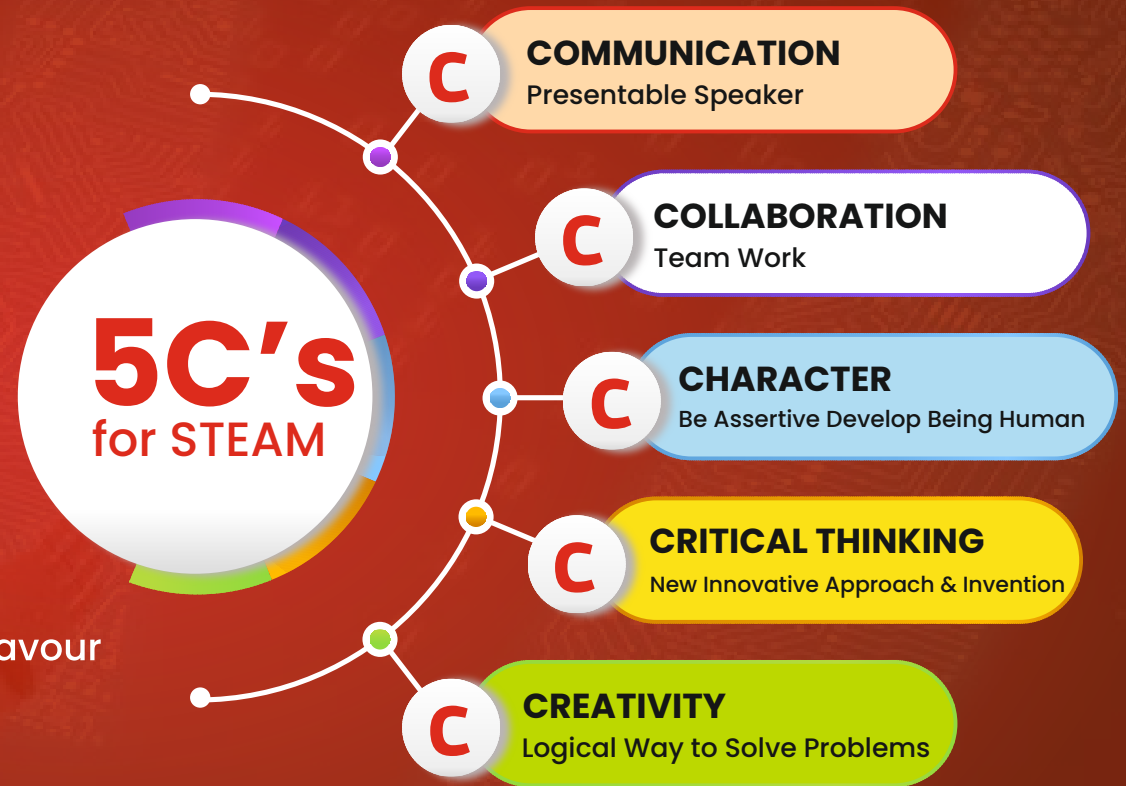 5C’s
for STEAM
avour
C
COMMUNICATION
Presentable Speaker
C
COLLABORATION
Team Work
C
CHARACTER
Be Assertive Develop Being Human
C
CRITICAL THINKING
New Innovative Approach & Invention
C
CREATIVITY
Logical Way to Solve Problems